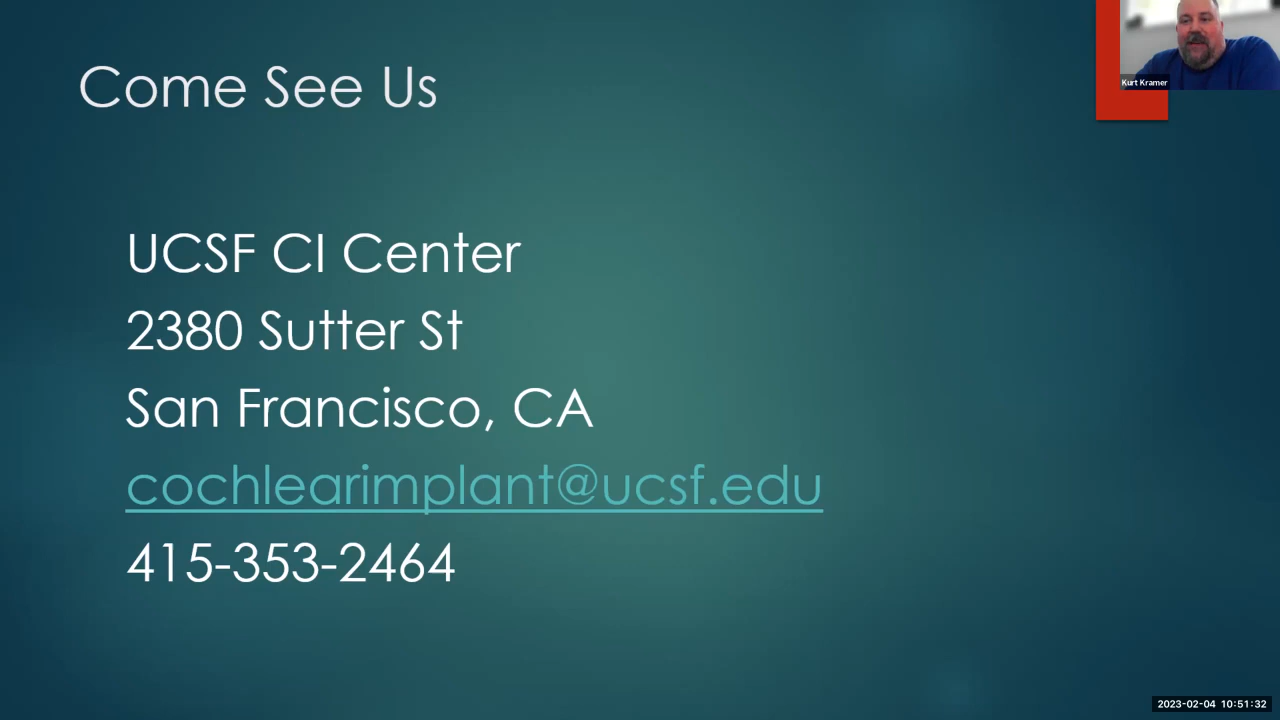 Come See Us
Kurt Kramer
UCSF CI Center
2380 Sutter St
San Francisco, CA
cochlearimplant@ucsf.edu
415-353-2464
2023-02-04 10:51:32